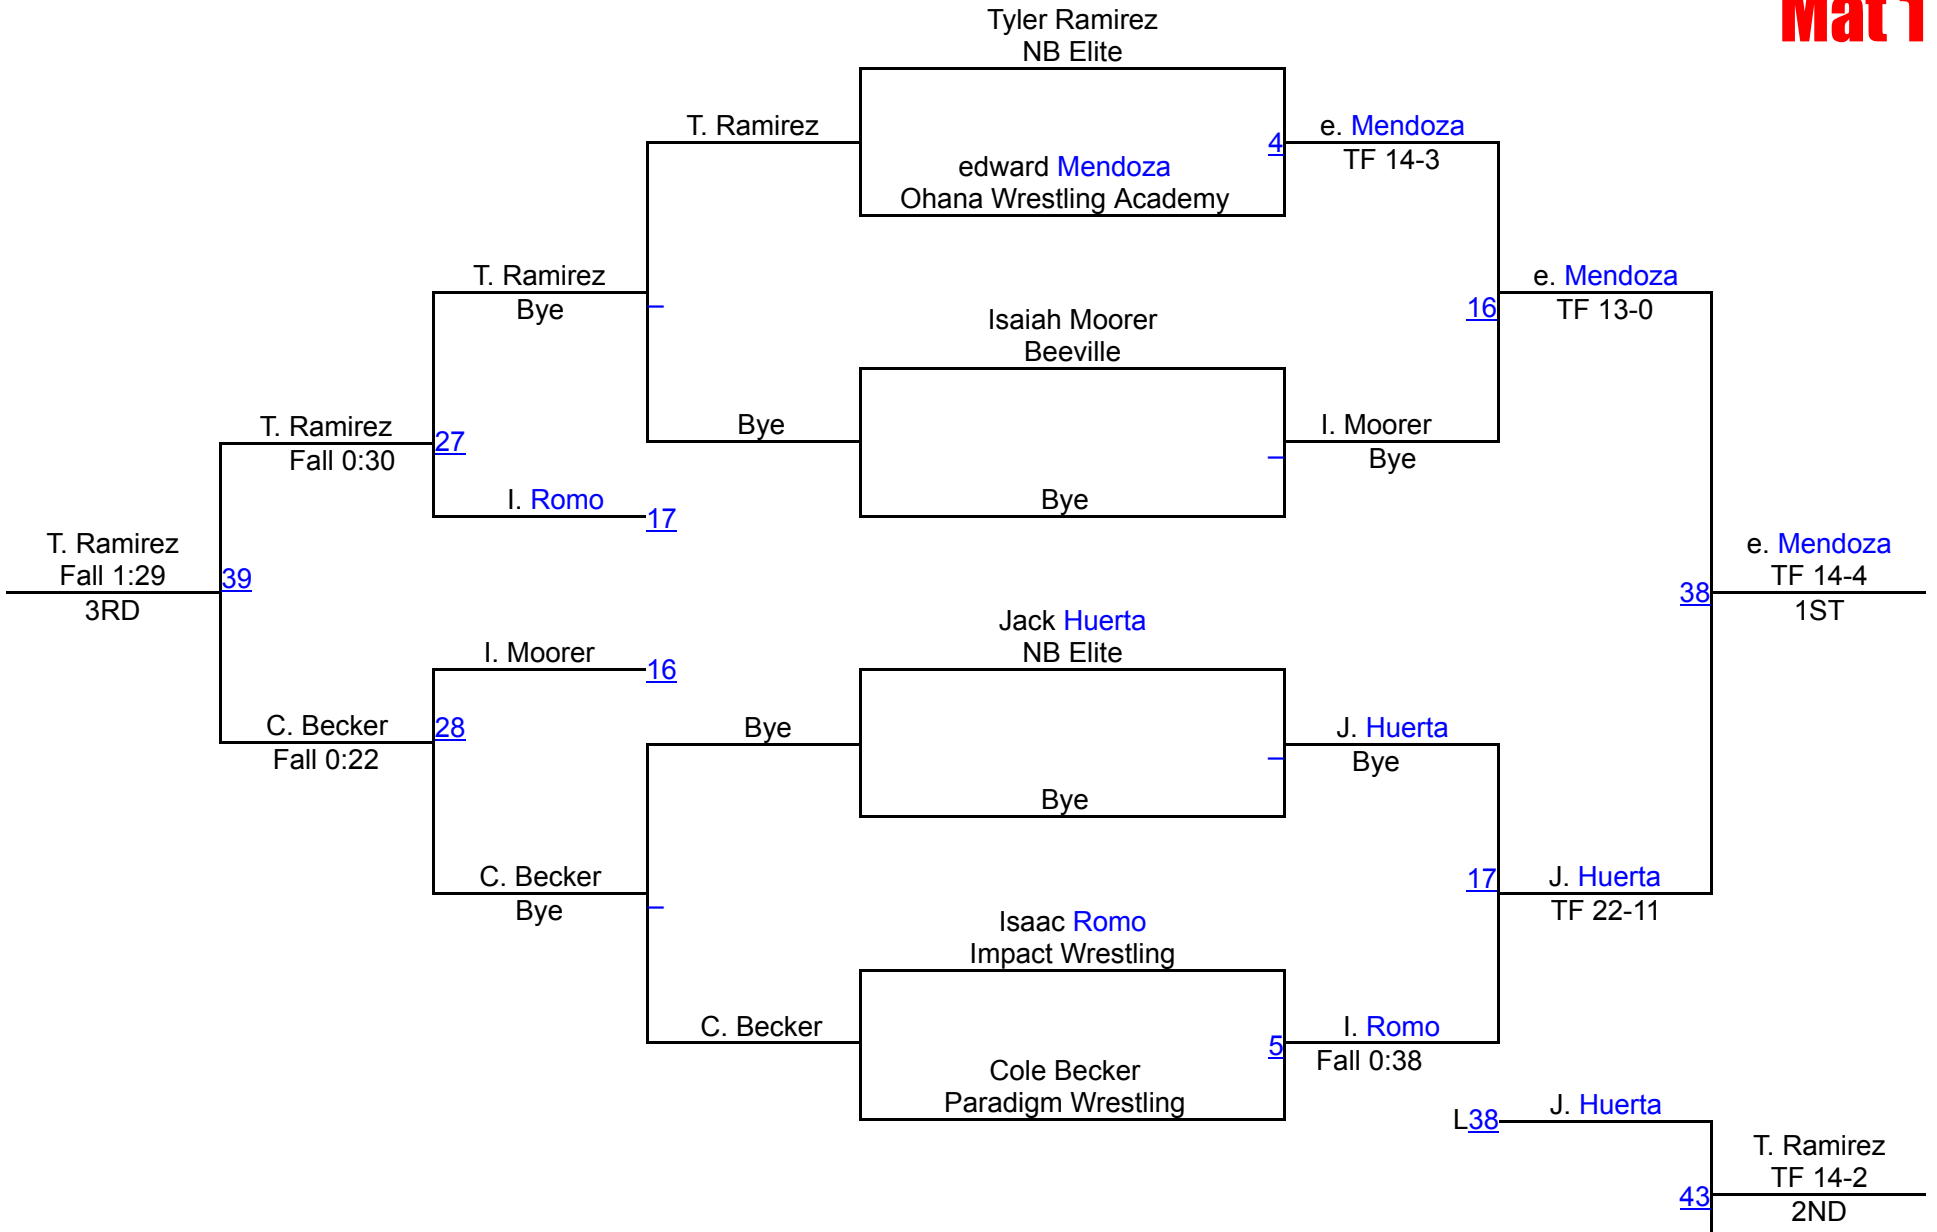 Mat 1
Tyler Ramirez
NB Elite
T. Ramirez
e. Mendoza
4
TF 14-3
edward Mendoza
Ohana Wrestling Academy
T. Ramirez
Bye
e. Mendoza
16
TF 13-0
Isaiah Moorer
Beeville
T. Ramirez
27
Fall 0:30
Bye
I. Moorer
Bye
I. Romo
17
Bye
T. Ramirez
Fall 1:29
39
3RD
e. Mendoza
TF 14-4
38
1ST
Jack Huerta
NB Elite
I. Moorer
16
C. Becker
28
Fall 0:22
Bye
J. Huerta
Bye
Bye
C. Becker
Bye
17
J. Huerta
TF 22-11
Isaac Romo
Impact Wrestling
C. Becker
I. Romo
5
Fall 0:38
Cole Becker
Paradigm Wrestling
L38
J. Huerta
T. Ramirez
TF 14-2
43
2ND